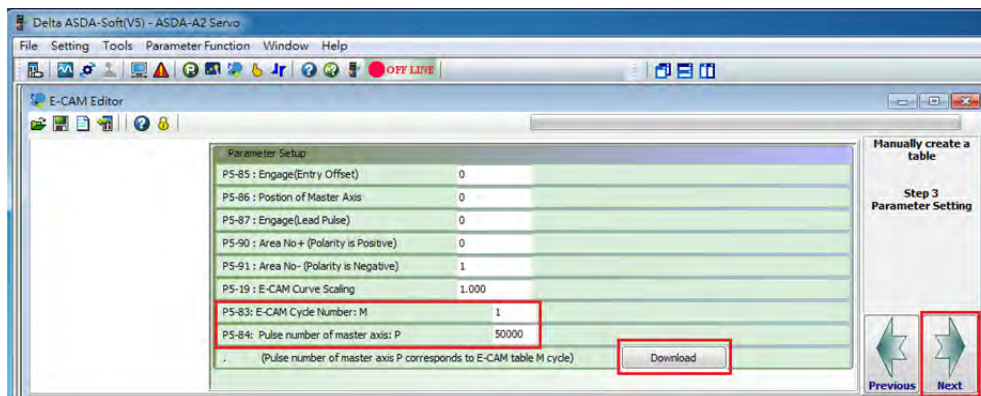 Delta ASDA-Soft(V5) - ASDA-A2 Servo
File Setting Tools Parameter Function Window Help
OFF LINE
E-CAM Editor
Parameter Setup
P5-85 : Engage(Entry Offset) 0
P5-86 : Postion of Master Axis 0
P5-87 : Engage(Lead Pulse) 0
P5-90 : Area No+ (Polarity is Positive) 0
P5-91 : Area No- (Polarity is Negative) 1
P5-19 : E-CAM Curve Scaling 1.000
P5-83: E-CAM Cycle Number: M 1
P5-84: Pulse number of master axis: P 50000
. (Pulse number of master axis P corresponds to E-CAM table M cycle) Download
Manually create a
table
Step 3
Parameter Setting
Previous Next